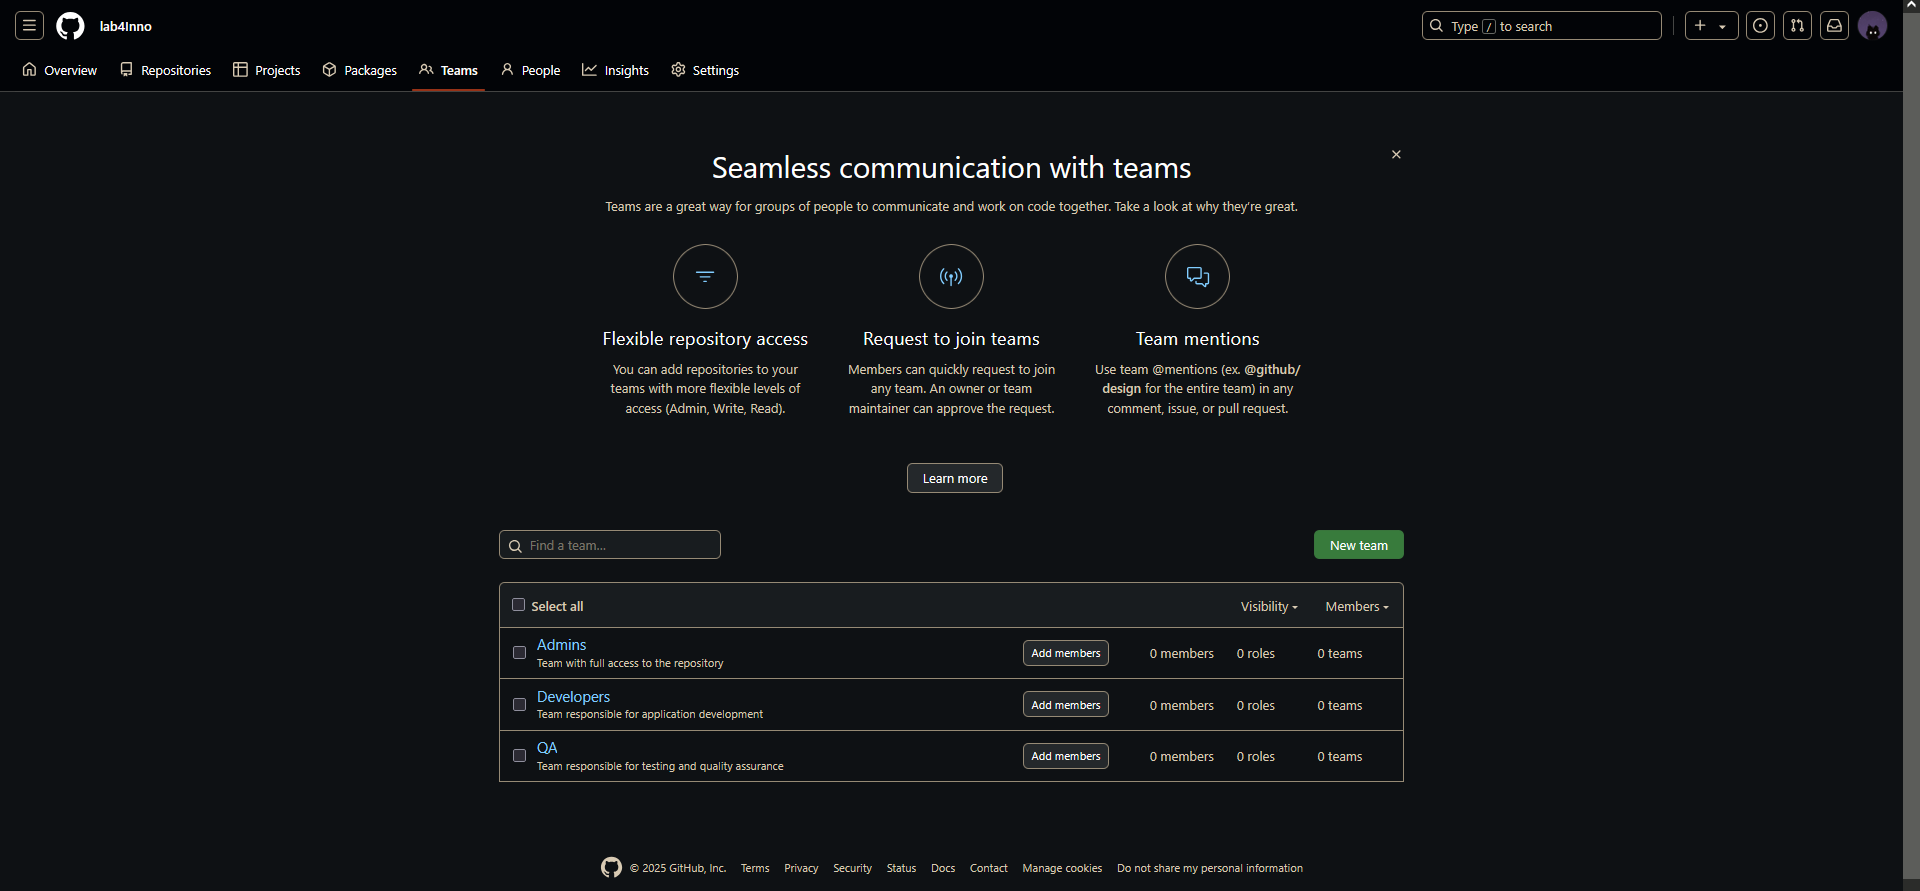 lab4Inno
Type / to search
Overview Repositories Projects Packages Teams People Insights Settings
Seamless communication with teams
Teams are a great way for groups of people to communicate and work on code together. Take a look at why they're great.
Flexible repository access
You can add repositories to your
teams with more flexible levels of
access (Admin, Write, Read).
Request to join teams
Members can quickly request to join
any team. An owner or team
maintainer can approve the request.
Team mentions
Use team @mentions (ex. @github/
design for the entire team) in any
comment, issue, or pull request.
Learn more
Find a team...
New team
Select all Visibility Members
Admins
Team with full access to the repository
Add members 0 members 0 roles 0 teams
Developers
Team responsible for application development
Add members 0 members 0 roles 0 teams
QA
Team responsible for testing and quality assurance
Add members 0 members 0 roles 0 teams
© 2025 GitHub, Inc. Terms Privacy Security Status Docs Contact Manage cookies Do not share my personal information